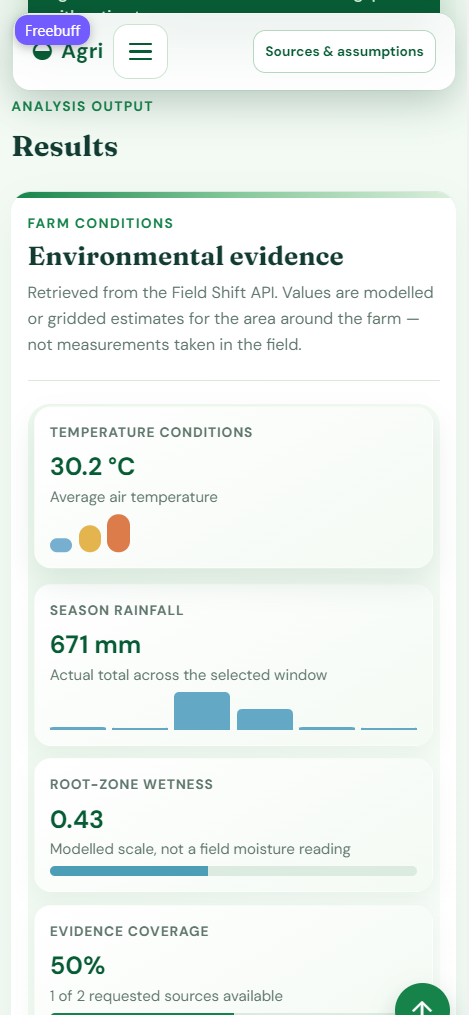 Freebuff
Agri
Sources & assumptions
ANALYSIS OUTPUT
Results
FARM CONDITIONS
Environmental evidence
Retrieved from the Field Shift API. Values are modelled
or gridded estimates for the area around the farm —
not measurements taken in the field.
TEMPERATURE CONDITIONS
30.2 °C
Average air temperature
SEASON RAINFALL
671 mm
Actual total across the selected window
ROOT-ZONE WETNESS
0.43
Modelled scale, not a field moisture reading
EVIDENCE COVERAGE
50%
1 of 2 requested sources available